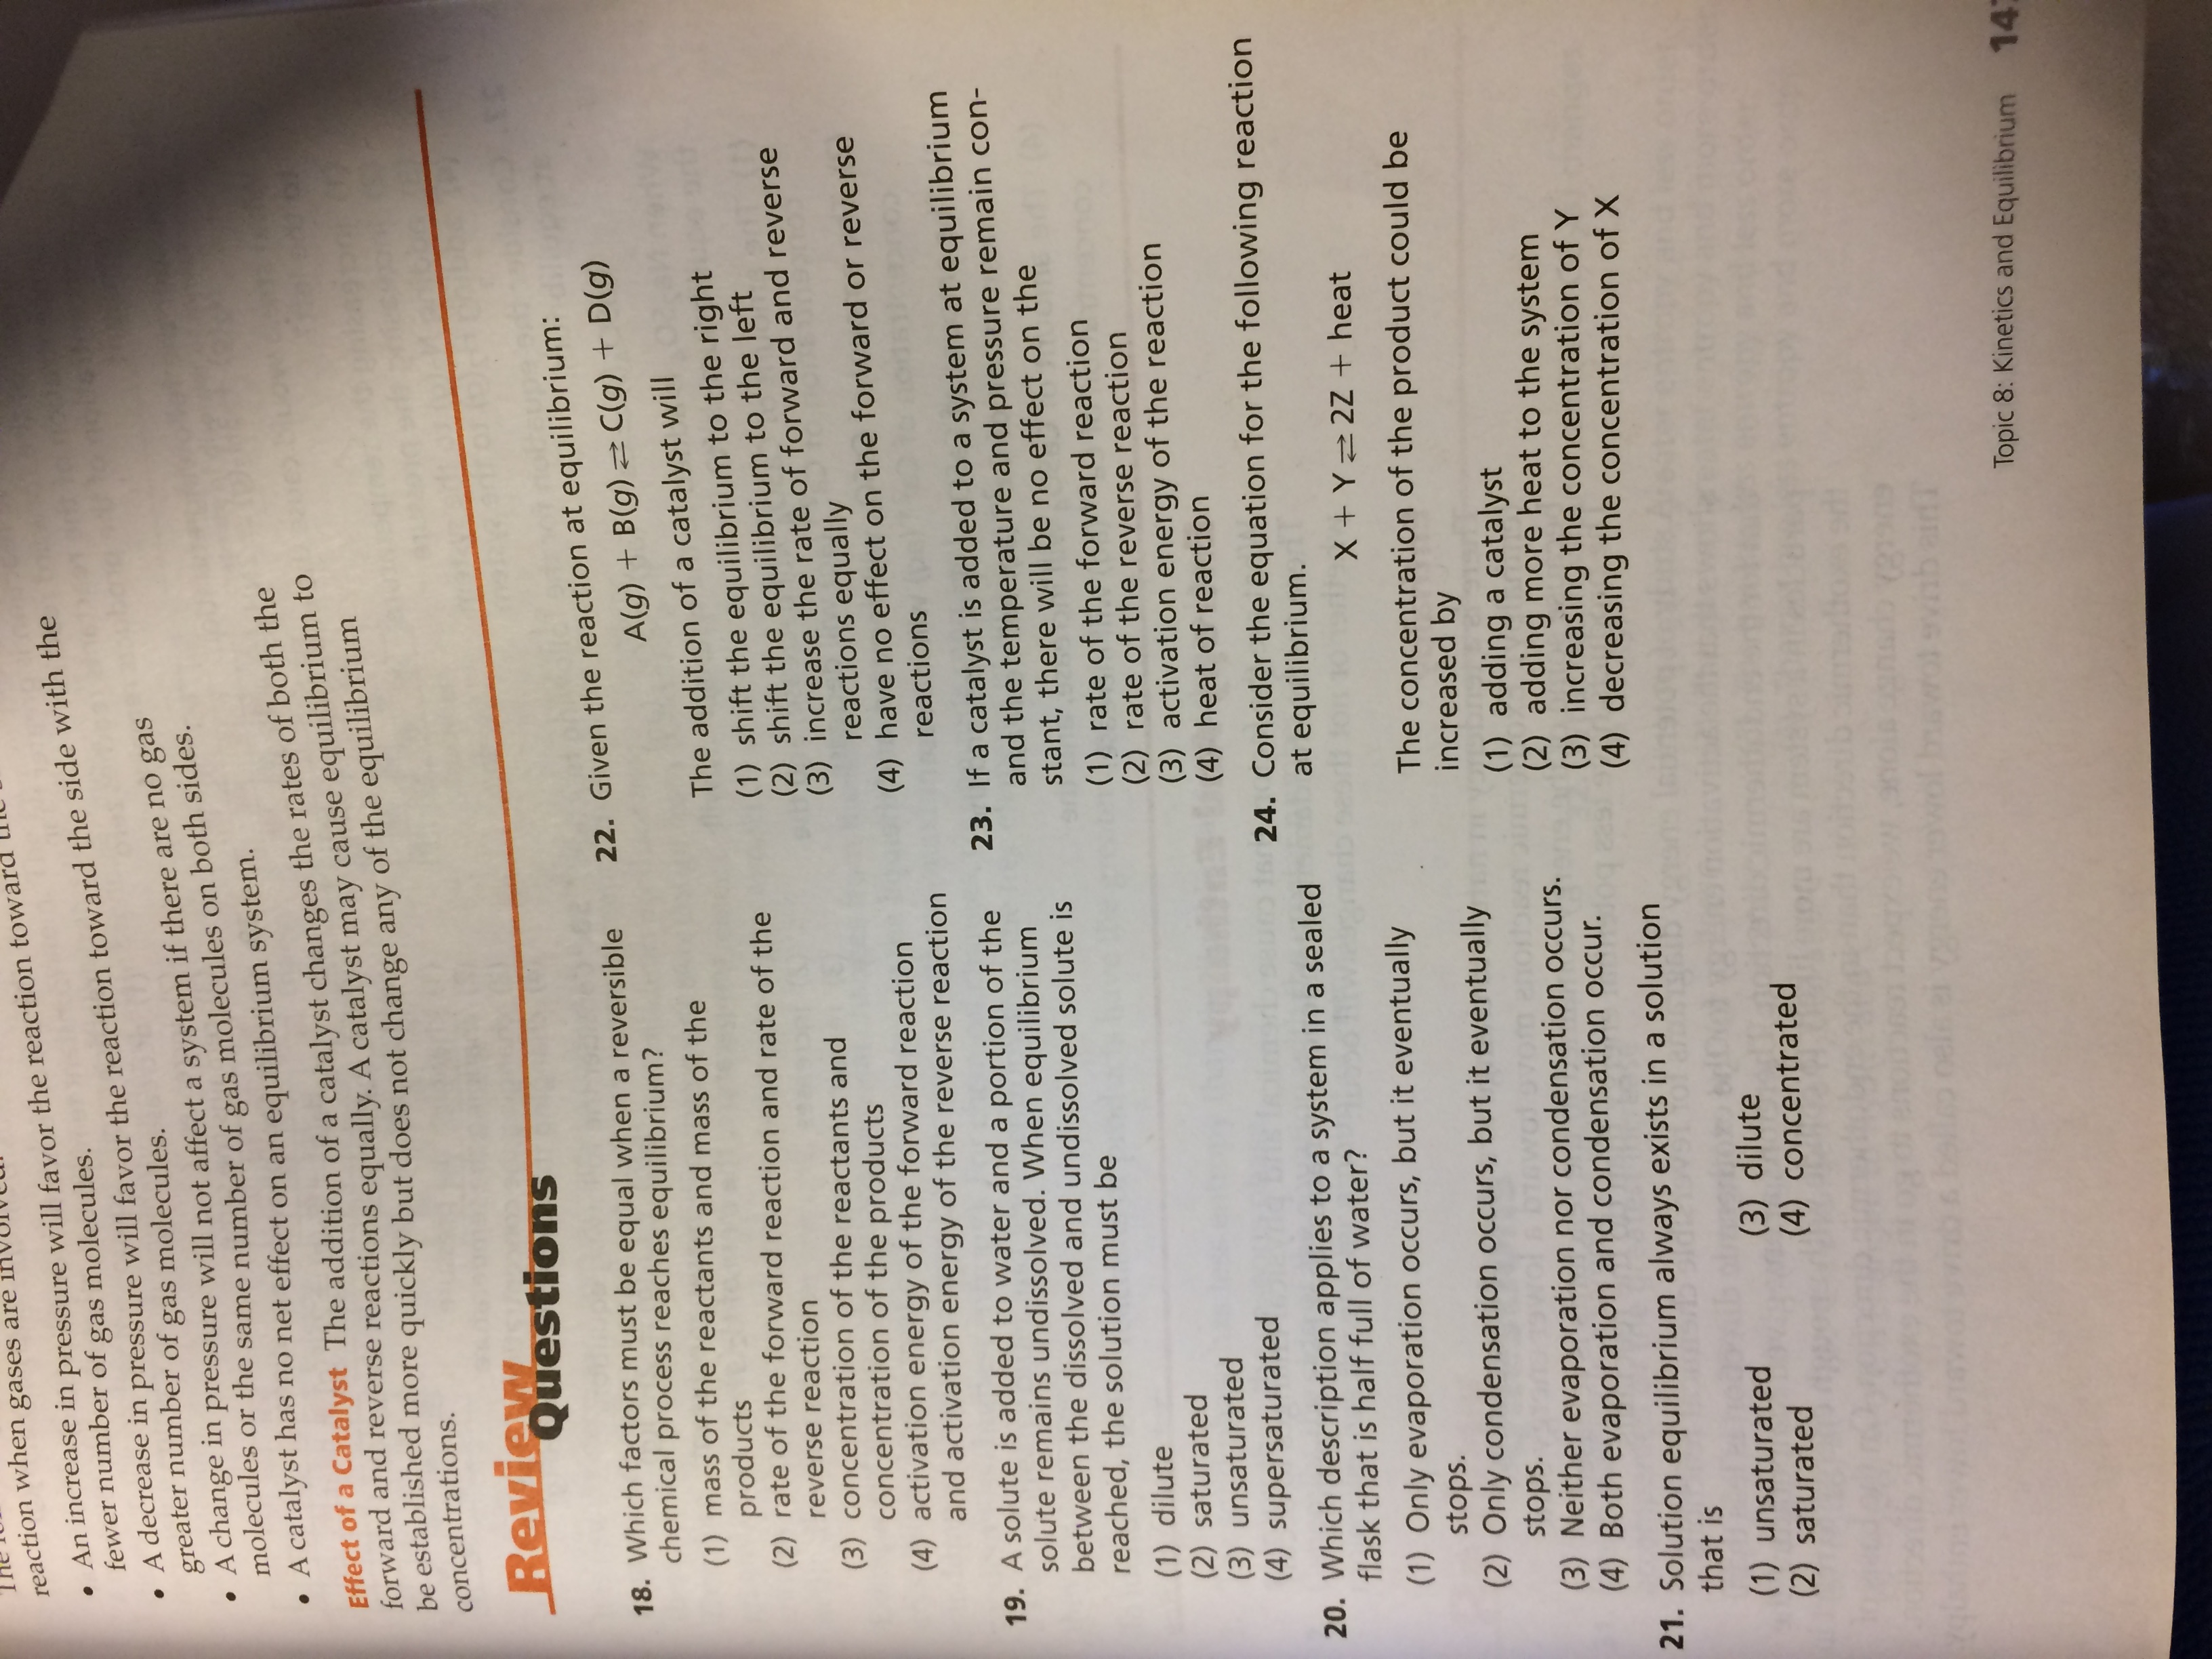 The
reaction when gases are involved.
• An increase in pressure will favor the reaction toward the
fewer number of gas molecules.
• A decrease in pressure will favor the reaction toward the side with the
greater number of gas molecules.
• A change in pressure will not affect a system if there are no gas
molecules or the same number of gas molecules on both sides.
• A catalyst has no net effect on an equilibrium system.
Effect of a Catalyst The addition of a catalyst changes the rates of both the
forward and reverse reactions equally. A catalyst may cause equilibrium to
be established more quickly but does not change any of the equilibrium
concentrations.
Review
Questions
18. Which factors must be equal when a reversible
chemical process reaches equilibrium?
(1) mass of the reactants and mass of the
products
(2) rate of the forward reaction and rate of the
reverse reaction
(3) concentration of the reactants and
concentration of the products
(4) activation energy of the forward reaction
and activation energy of the reverse reaction
19. A solute is added to water and a portion of the
solute remains undissolved. When equilibrium
between the dissolved and undissolved solute is
reached, the solution must be
(1) dilute
(2) saturated
(3) unsaturated
(4) supersaturated
20. Which description applies to a system in a sealed
flask that is half full of water?
(1) Only evaporation occurs, but it eventually
stops.
(2) Only condensation occurs, but it eventually
stops.
(3) Neither evaporation nor condensation occurs.
(4) Both evaporation and condensation occur.
21. Solution equilibrium always exists in a solution
that is
(1) unsaturated
(2) saturated
(3) dilute
(4) concentrated
22. Given the reaction at equilibrium:
A(g) + B(g) ⇄ C(g) + D(g)
The addition of a catalyst will
(1) shift the equilibrium to the right
(2) shift the equilibrium to the left
(3) increase the rate of forward and reverse
reactions equally
(4) have no effect on the forward or reverse
reactions
23. If a catalyst is added to a system at equilibrium
and the temperature and pressure remain con-
stant, there will be no effect on the
(1) rate of the forward reaction
(2) rate of the reverse reaction
(3) activation energy of the reaction
(4) heat of reaction
24. Consider the equation for the following reaction
at equilibrium.
X + Y ⇄ 2Z + heat
The concentration of the product could be
increased by
(1) adding a catalyst
(2) adding more heat to the system
(3) increasing the concentration of Y
(4) decreasing the concentration of X
Topic 8: Kinetics and Equilibrium